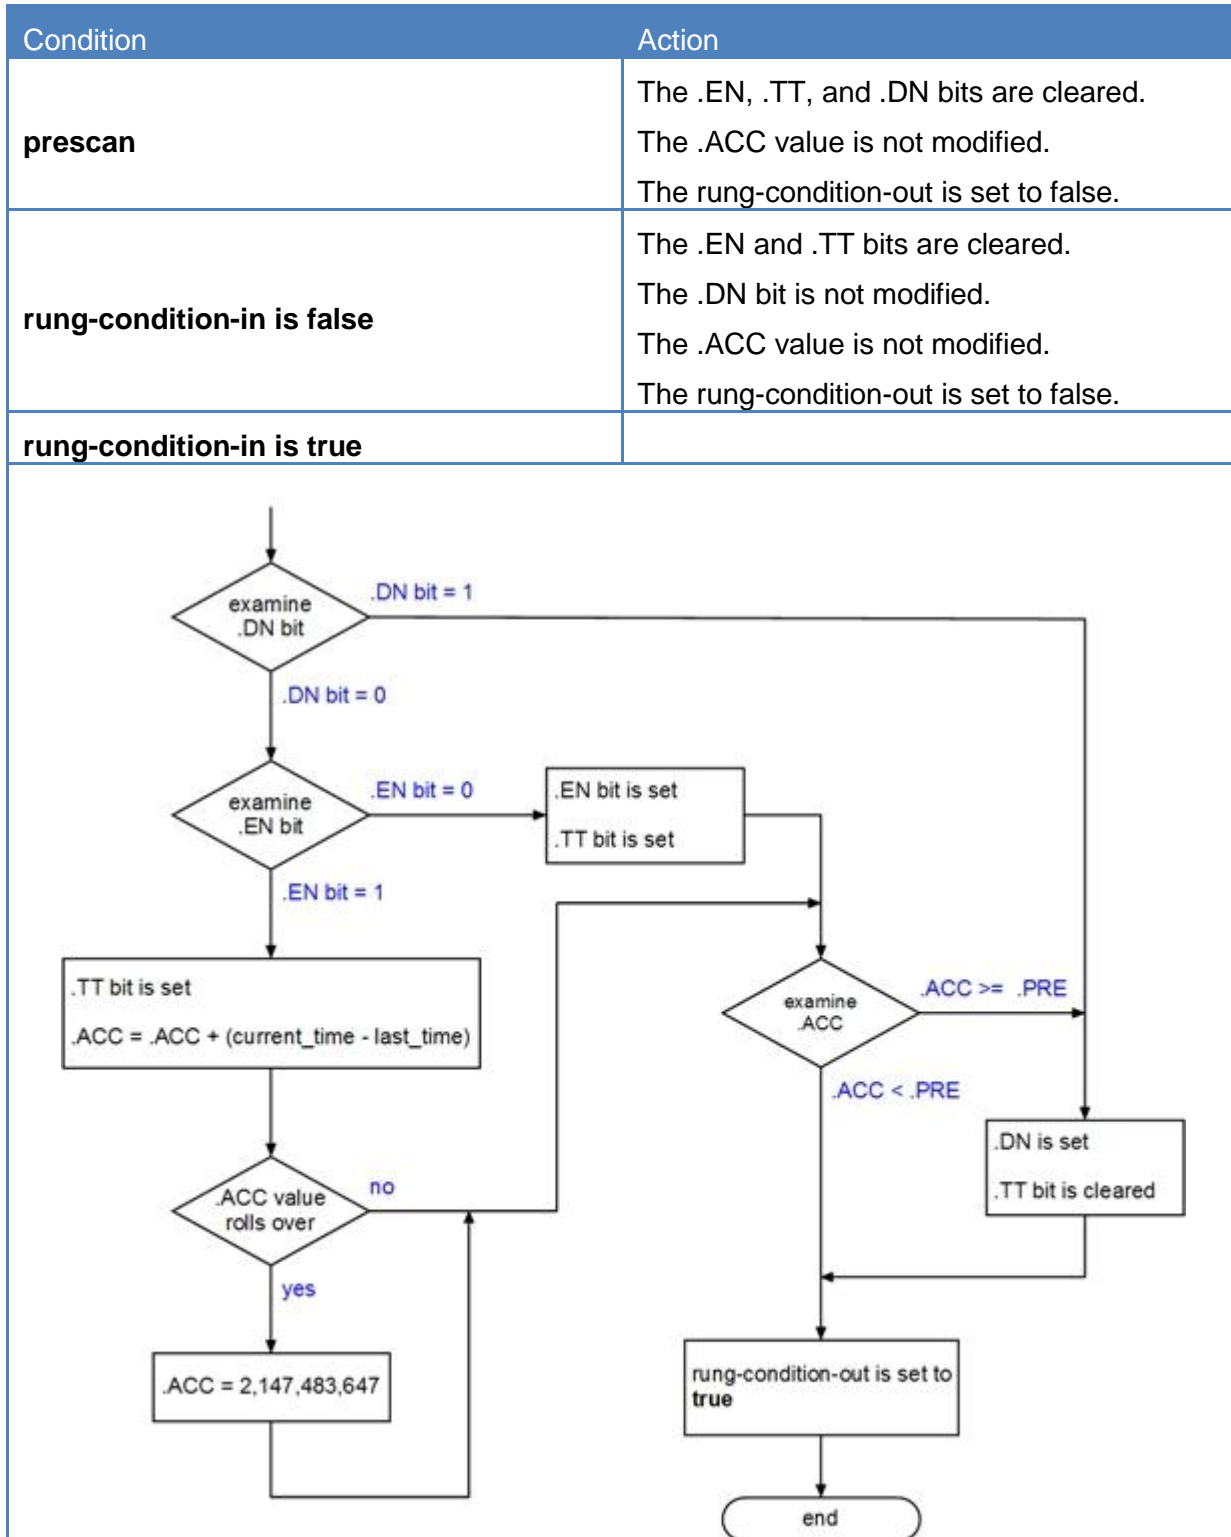 Condition
Action
prescan
The .EN, .TT, and .DN bits are cleared.
The .ACC value is not modified.
The rung-condition-out is set to false.
rung-condition-in is false
The .EN and .TT bits are cleared.
The .DN bit is not modified.
The .ACC value is not modified.
The rung-condition-out is set to false.
rung-condition-in is true
examine
.DN bit
.DN bit = 1
.DN bit = 0
examine
.EN bit
.EN bit = 0
.EN bit is set
.TT bit is set
.EN bit = 1
.TT bit is set
.ACC = .ACC + (current_time - last_time)
examine
.ACC
.ACC >= .PRE
.ACC < .PRE
.DN is set
.TT bit is cleared
.ACC value
rolls over
no
yes
.ACC = 2,147,483,647
rung-condition-out is set to
true
end